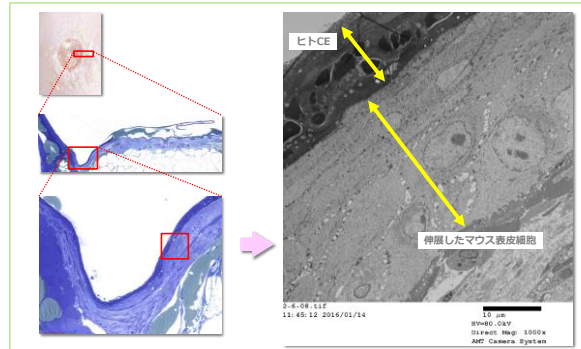 ヒトCE
伸展したマウス表皮細胞
2-6-08.tif
11:45:12 2016/01/14
10 µm
HV=80.0kV
Direct Mag: 1000x
AMT Camera System